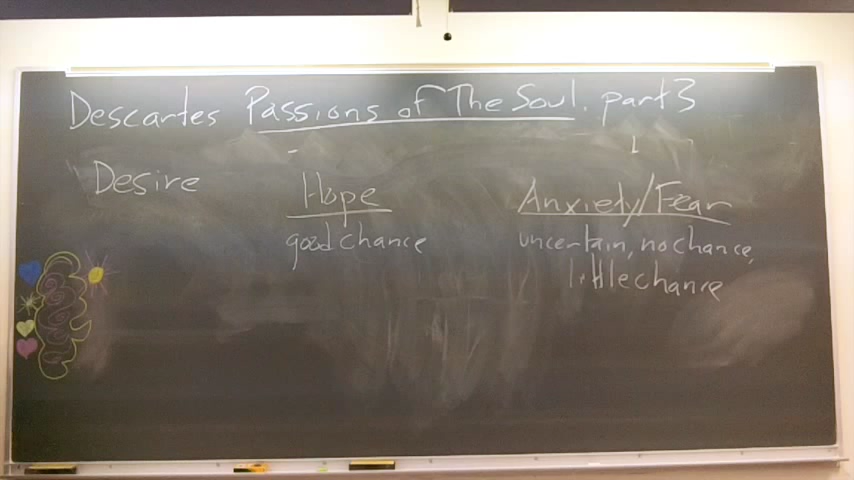 Descartes Passions of The Soul. part 3
Desire
Hope
good chance
Anxiety/Fear
uncertain, no chance,
little chance